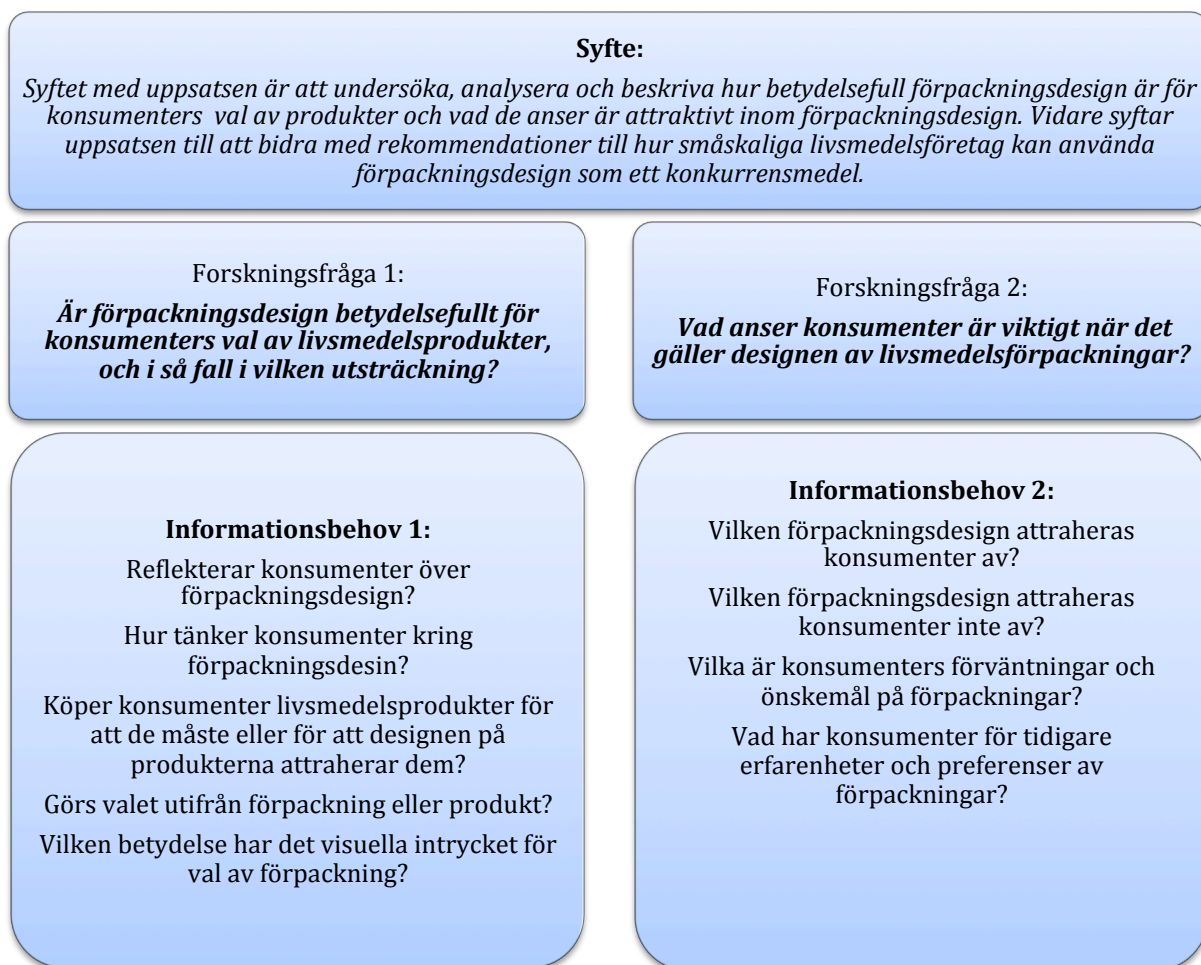 Syfte:
Syftet med uppsatsen är att undersöka, analysera och beskriva hur betydelsefull förpackningsdesign är för
konsumenters val av produkter och vad de anser är attraktivt inom förpackningsdesign. Vidare syftar
uppsatsen till att bidra med rekommendationer till hur småskaliga livsmedelsföretag kan använda
förpackningsdesign som ett konkurrensmedel.
Forskningsfråga 1:
Är förpackningsdesign betydelsefullt för
konsumenters val av livsmedelsprodukter,
och i så fall i vilken utsträckning?
Forskningsfråga 2:
Vad anser konsumenter är viktigt när det
gäller designen av livsmedelsförpackningar?
Informationsbehov 1:
Reflekterar konsumenter över
förpackningsdesign?
Hur tänker konsumenter kring
förpackningsdesin?
Köper konsumenter livsmedelsprodukter för
att de måste eller för att designen på
produkterna attraherar dem?
Görs valet utifrån förpackning eller produkt?
Vilken betydelse har det visuella intrycket för
val av förpackning?
Informationsbehov 2:
Vilken förpackningsdesign attraheras
konsumenter av?
Vilken förpackningsdesign attraheras
konsumenter inte av?
Vilka är konsumenters förväntningar och
önskemål på förpackningar?
Vad har konsumenter för tidigare
erfarenheter och preferenser av
förpackningar?